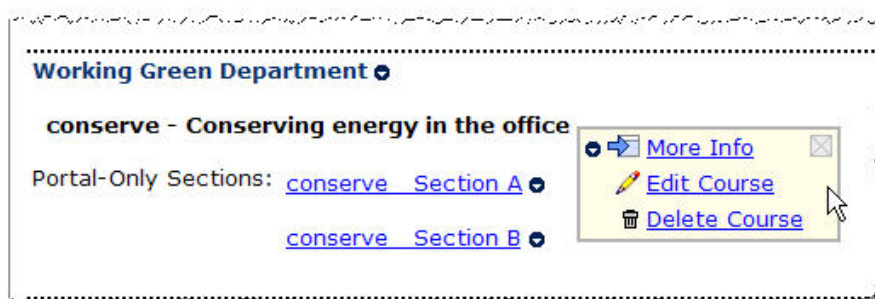 Working Green Department
conserve - Conserving energy in the office
More Info
Portal-Only Sections: conserve Section A
Edit Course
Delete Course
conserve Section B